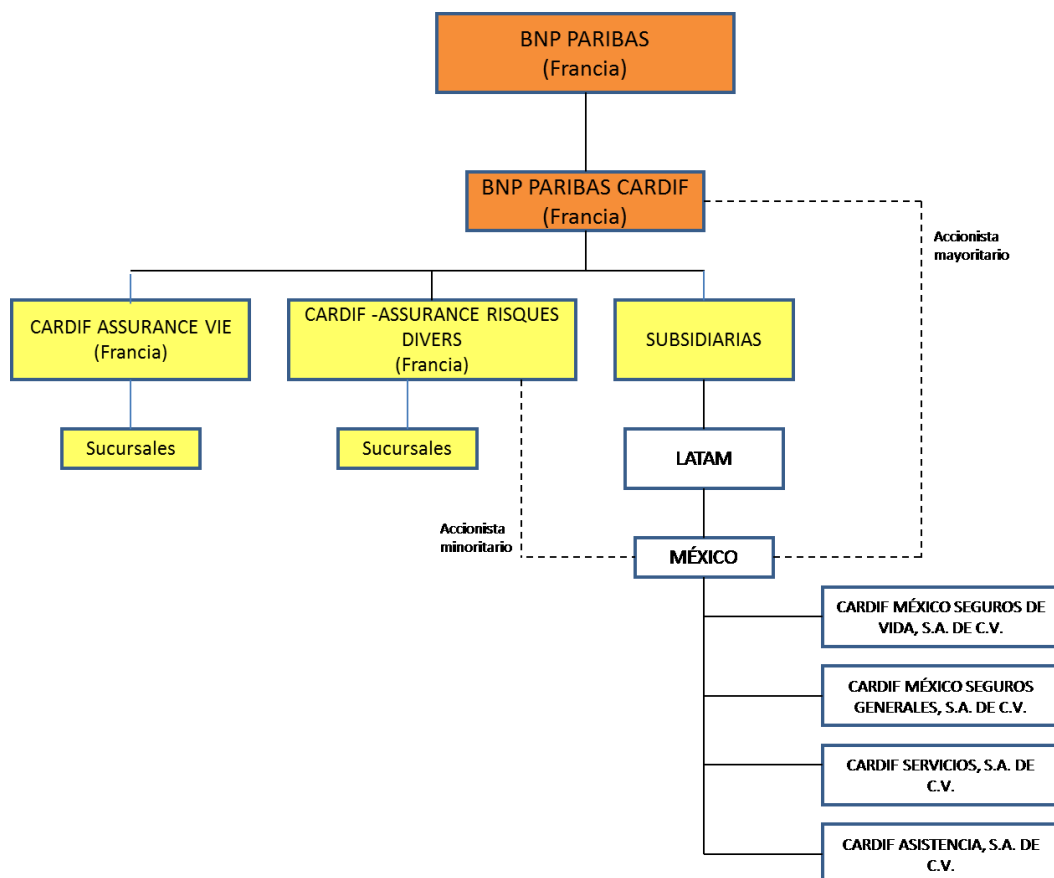 BNP PARIBAS
(Francia)
BNP PARIBAS CARDIF
(Francia)
Accionista
mayoritario
CARDIF ASSURANCE VIE
(Francia)
CARDIF -ASSURANCE RISQUES
DIVERS
(Francia)
SUBSIDIARIAS
Sucursales
Sucursales
LATAM
Accionista
minoritario
MÉXICO
CARDIF MÉXICO SEGUROS DE
VIDA, S.A. DE C.V.
CARDIF MÉXICO SEGUROS
GENERALES, S.A. DE C.V.
CARDIF SERVICIOS, S.A. DE
C.V.
CARDIF ASISTENCIA, S.A. DE
C.V.